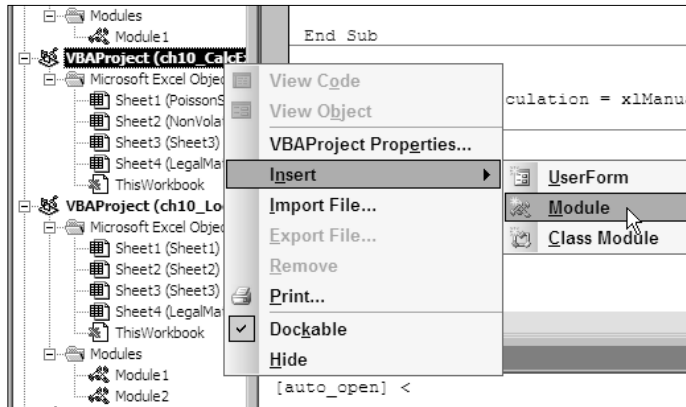 Modules
Module1
VBAProject (ch10_CalcE
Microsoft Excel Objec
Sheet1 (PoissonS
Sheet2 (NonVola
Sheet3 (Sheet3)
Sheet4 (LegalMa
ThisWorkbook
VBAProject (ch10_Lo
Microsoft Excel Objec
Sheet1 (Sheet1)
Sheet2 (Sheet2)
Sheet3 (Sheet3)
Sheet4 (LegalMa
ThisWorkbook
Modules
Module1
Module2
View Code
View Object
VBAProject Properties...
Insert
Import File...
Export File...
Remove
Print...
Dockable
Hide
UserForm
Module
Class Module
End Sub
culation = xlManua
[auto_open] <